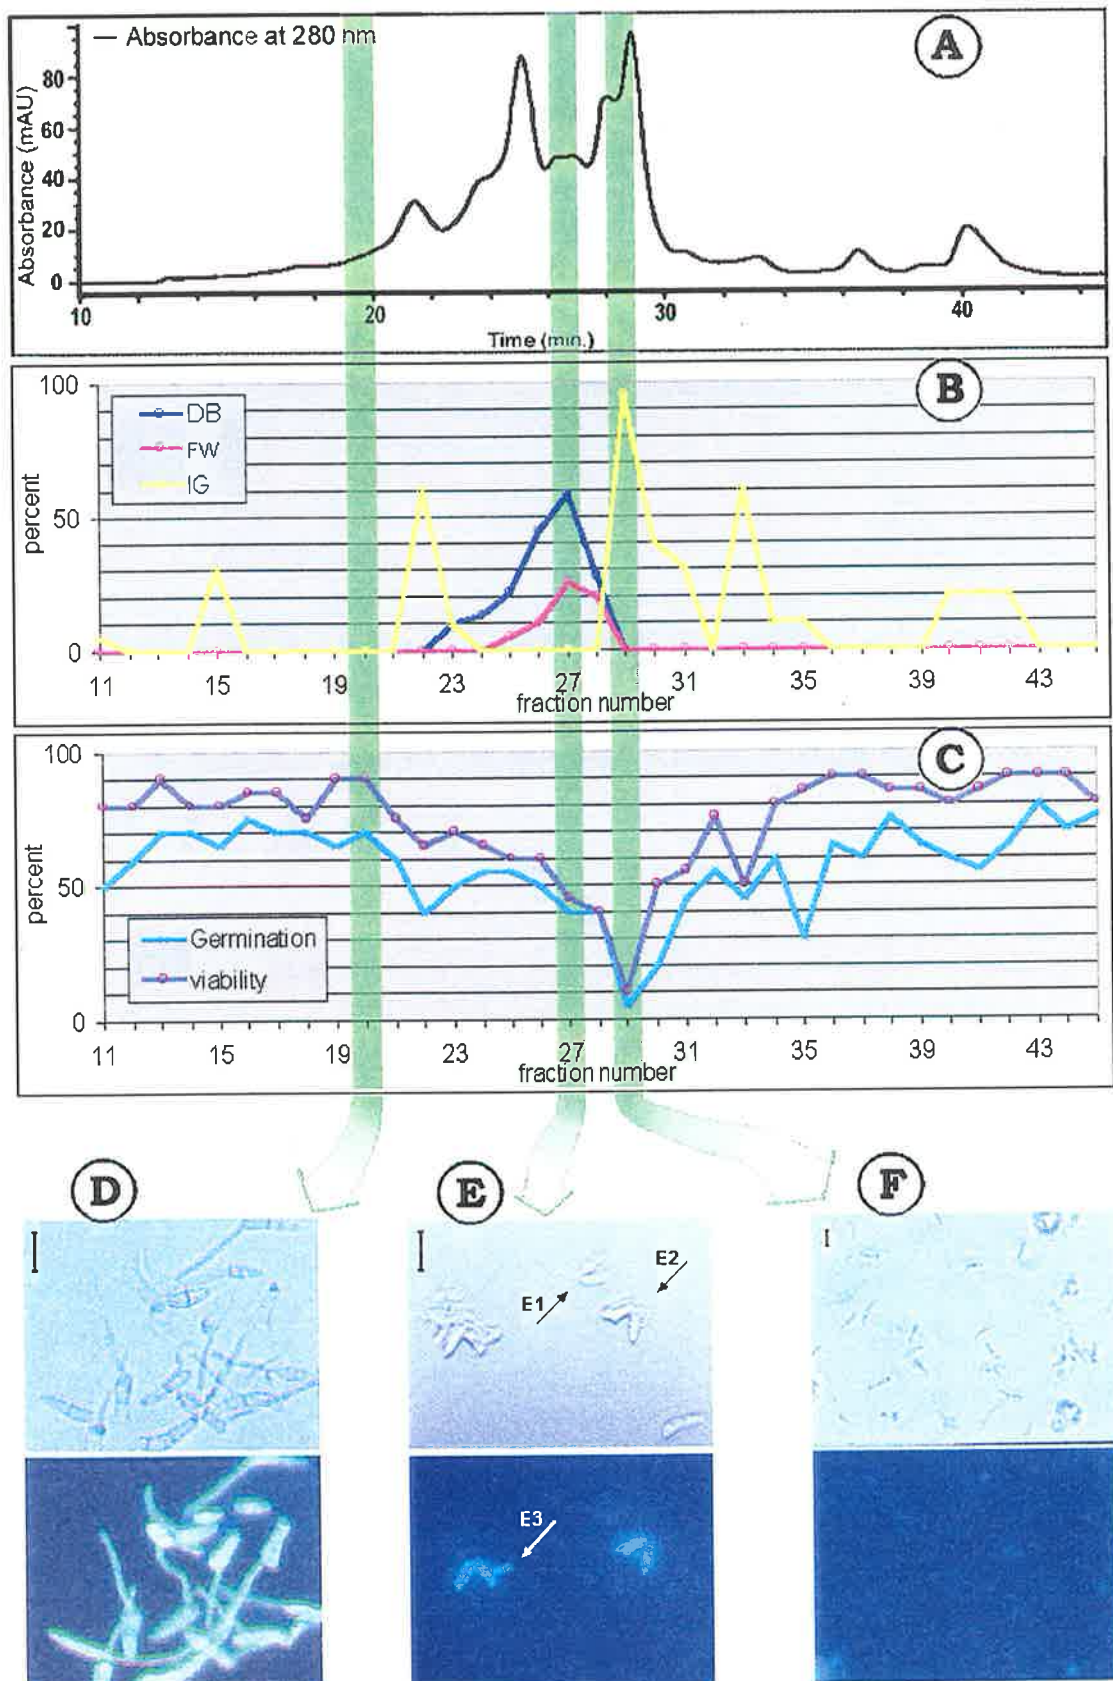 — Absorbance at 280 nm
A
Absorbance (mAU)
80
60
40
20
0
10 20 30 40
Time (min.)
B
100
50
0
percent
DB
FW
IG
11 15 19 23 27 31 35 39 43
fraction number
C
100
50
0
percent
Germination
viability
11 15 19 23 27 31 35 39 43
fraction number
D
E
F
E1
E2
E3